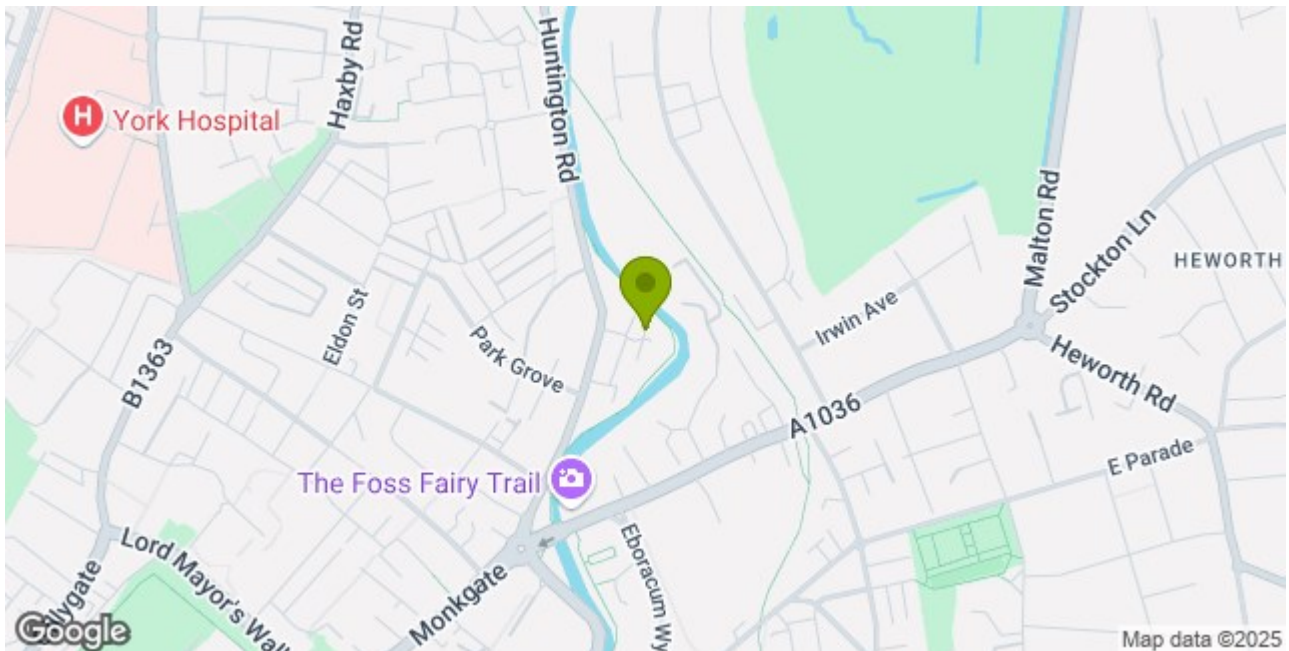 Huntington Rd
Haxby Rd
York Hospital
H
Malton Rd
Stockton Ln
HEWORTH
Eldon St
Irwin Ave
Park Grove
B1363
Heworth Rd
A1036
E Parade
The Foss Fairy Trail
Lord Mayor's Wal
Eboracum Wy
Monkgate
Google
Map data ©2025